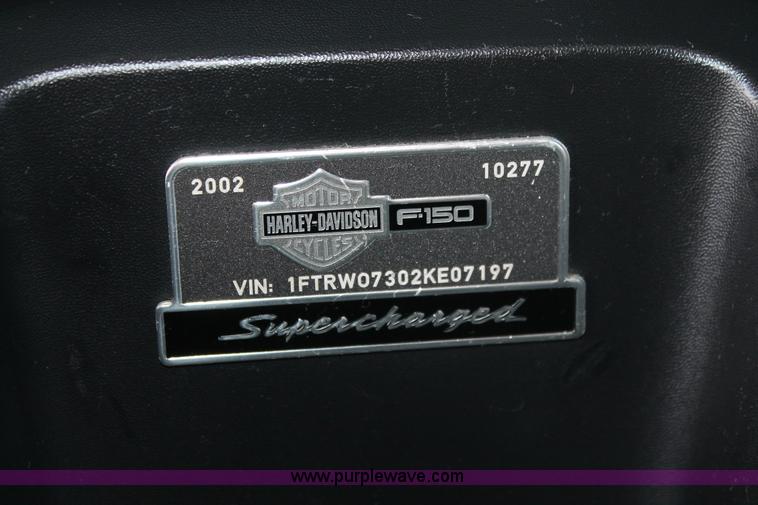 2002 10277
MOTOR
HARLEY-DAVIDSON F-150
CYCLES
VIN: 1FTRW07302KE07197
Supercharged
www.purplewave.com